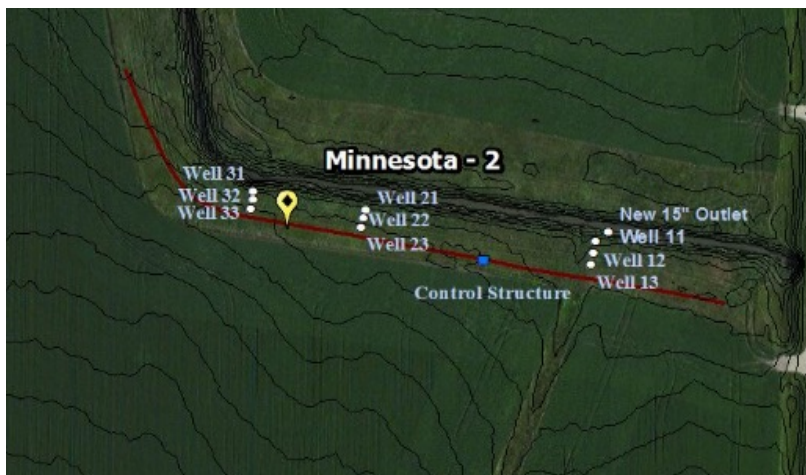 Minnesota - 2
Well 31
Well 32
Well 33
Well 21
Well 22
Well 23
New 15" Outlet
Well 11
Well 12
Well 13
Control Structure